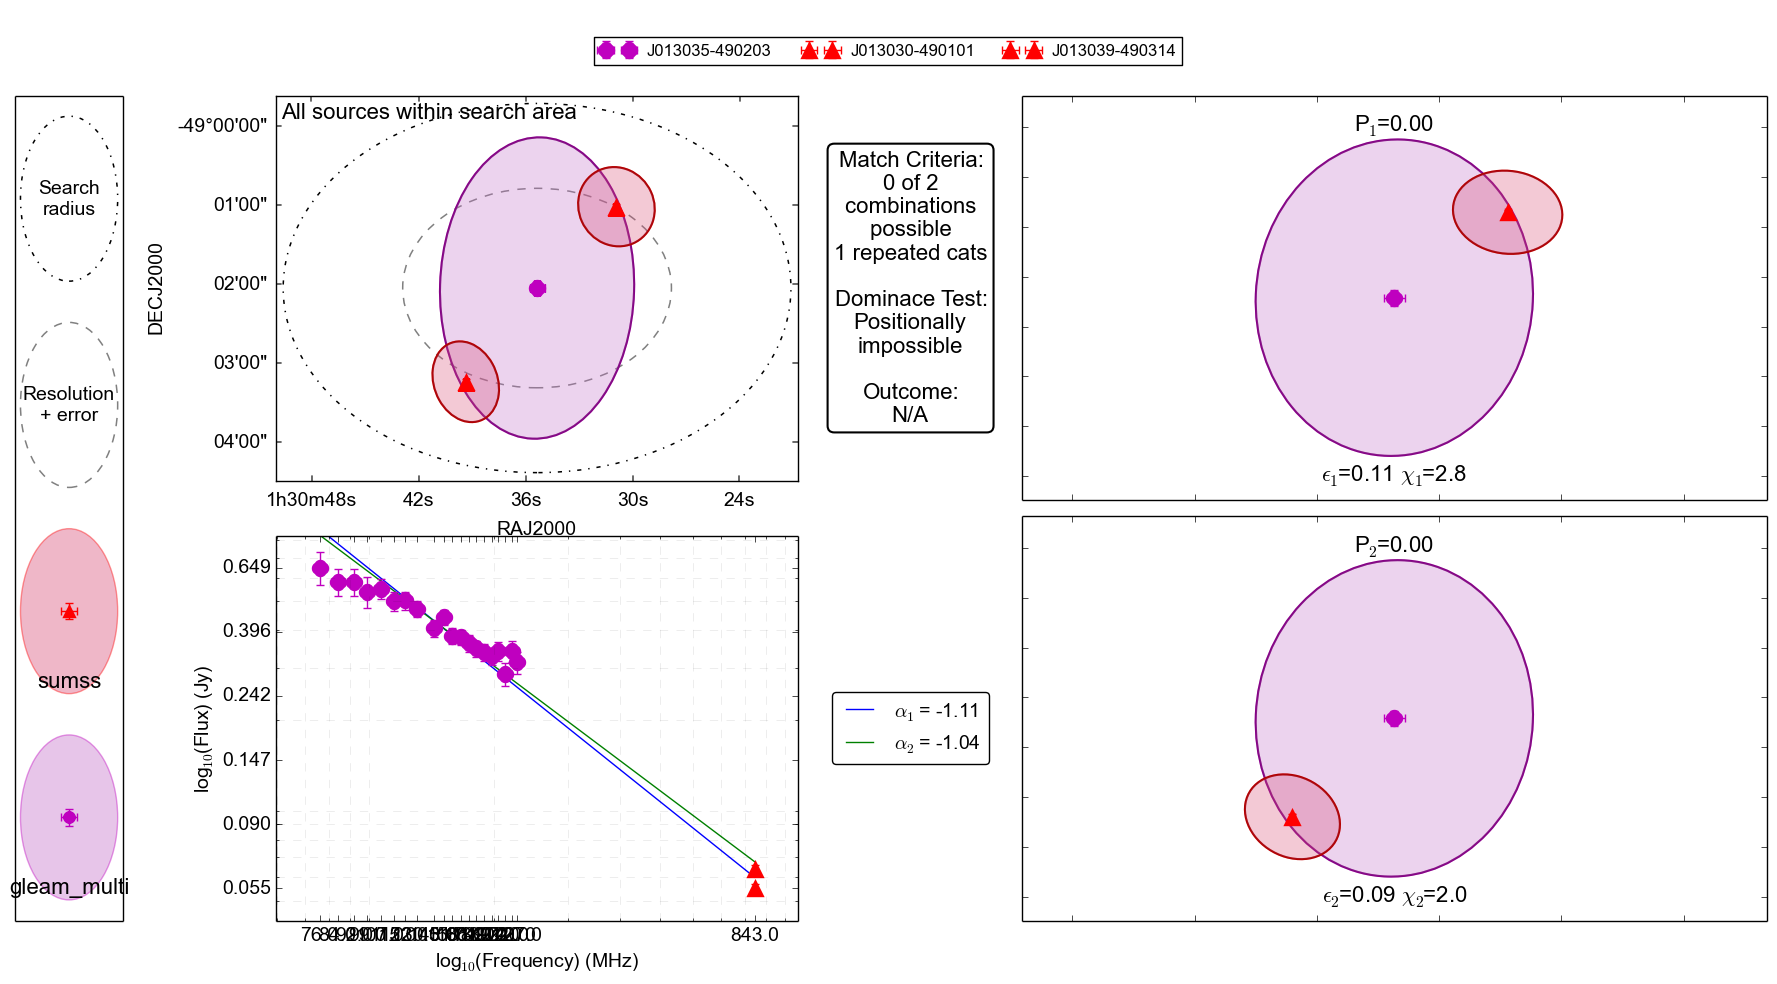 J013035-490203 J013030-490101 J013039-490314
Search
radius
Resolution
+ error
sumss
gleam_multi
All sources within search area
DECJ2000
-49°00'00"
01'00"
02'00"
03'00"
04'00"
1h30m48s 42s 36s 30s 24s
RAJ2000
Match Criteria:
0 of 2
combinations
possible
1 repeated cats
Dominace Test:
Positionally
impossible
Outcome:
N/A
P₁=0.00
ϵ₁=0.11 χ₁=2.8
log₁₀(Flux) (Jy)
0.649
0.396
0.242
0.147
0.090
0.055
843.0
log₁₀(Frequency) (MHz)
α₁ = -1.11
α₂ = -1.04
P₂=0.00
ϵ₂=0.09 χ₂=2.0